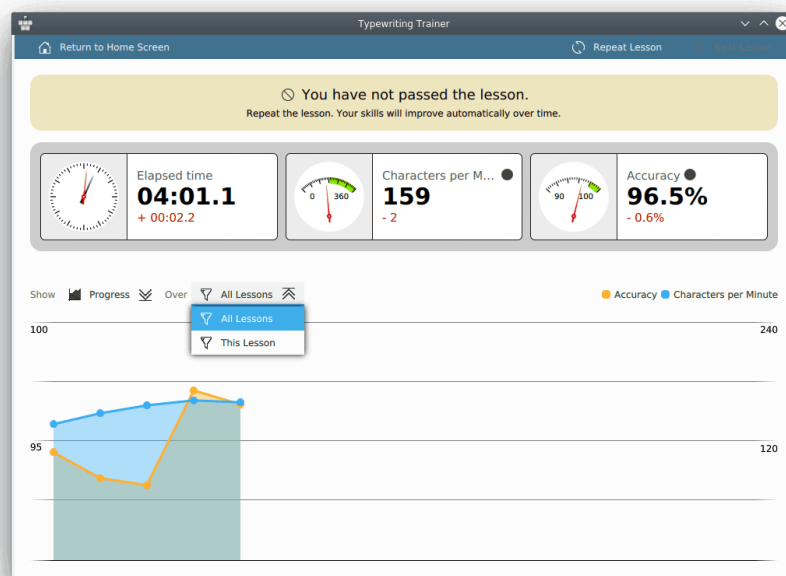 Typewriting Trainer
Return to Home Screen
Repeat Lesson
Next Lesson
You have not passed the lesson.
Repeat the lesson. Your skills will improve automatically over time.
Elapsed time
04:01.1
+ 00:02.2
0 360
Characters per M...
159
- 2
90 100
Accuracy
96.5%
- 0.6%
Show Progress Over All Lessons
Accuracy Characters per Minute
All Lessons
This Lesson
100 240
95 120